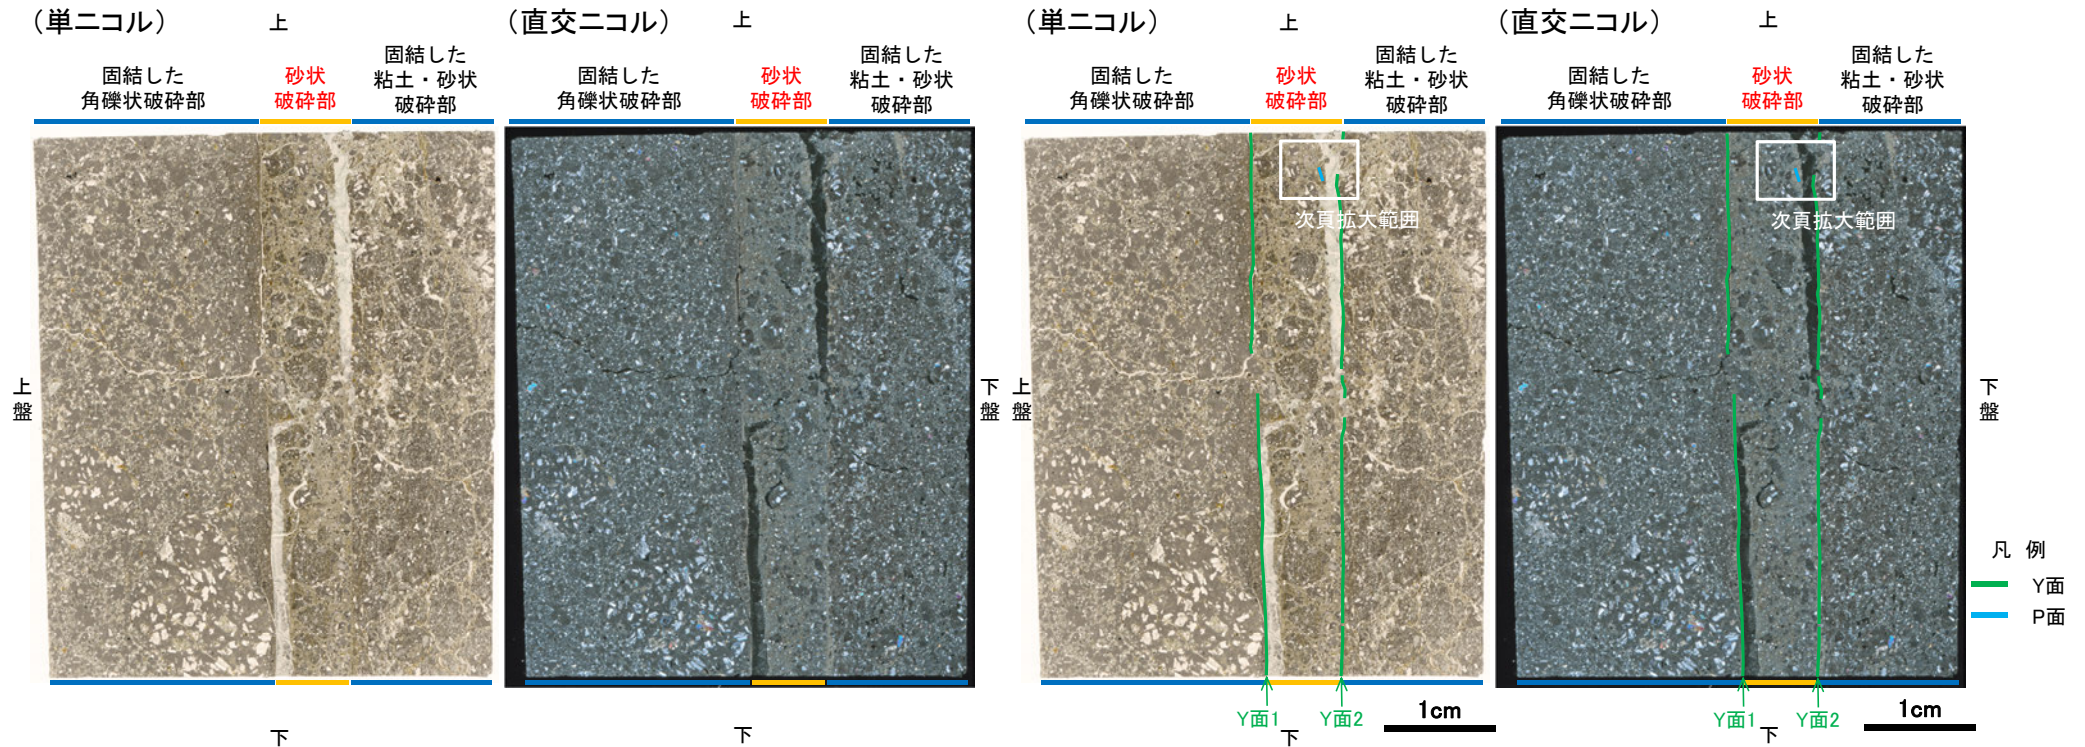 （単ニコル）
上
固結した
角礫状破砕部
砂状
破砕部
固結した
粘土・砂状
破砕部
（直交ニコル）
上
固結した
角礫状破砕部
砂状
破砕部
固結した
粘土・砂状
破砕部
（単ニコル）
上
固結した
角礫状破砕部
砂状
破砕部
固結した
粘土・砂状
破砕部
（直交ニコル）
上
固結した
角礫状破砕部
砂状
破砕部
固結した
粘土・砂状
破砕部
次頁拡大範囲
次頁拡大範囲
上盤
下盤
上盤
下盤
凡 例
Y面
P面
Y面1
Y面2
1cm
Y面1
Y面2
1cm
下
下
下
下